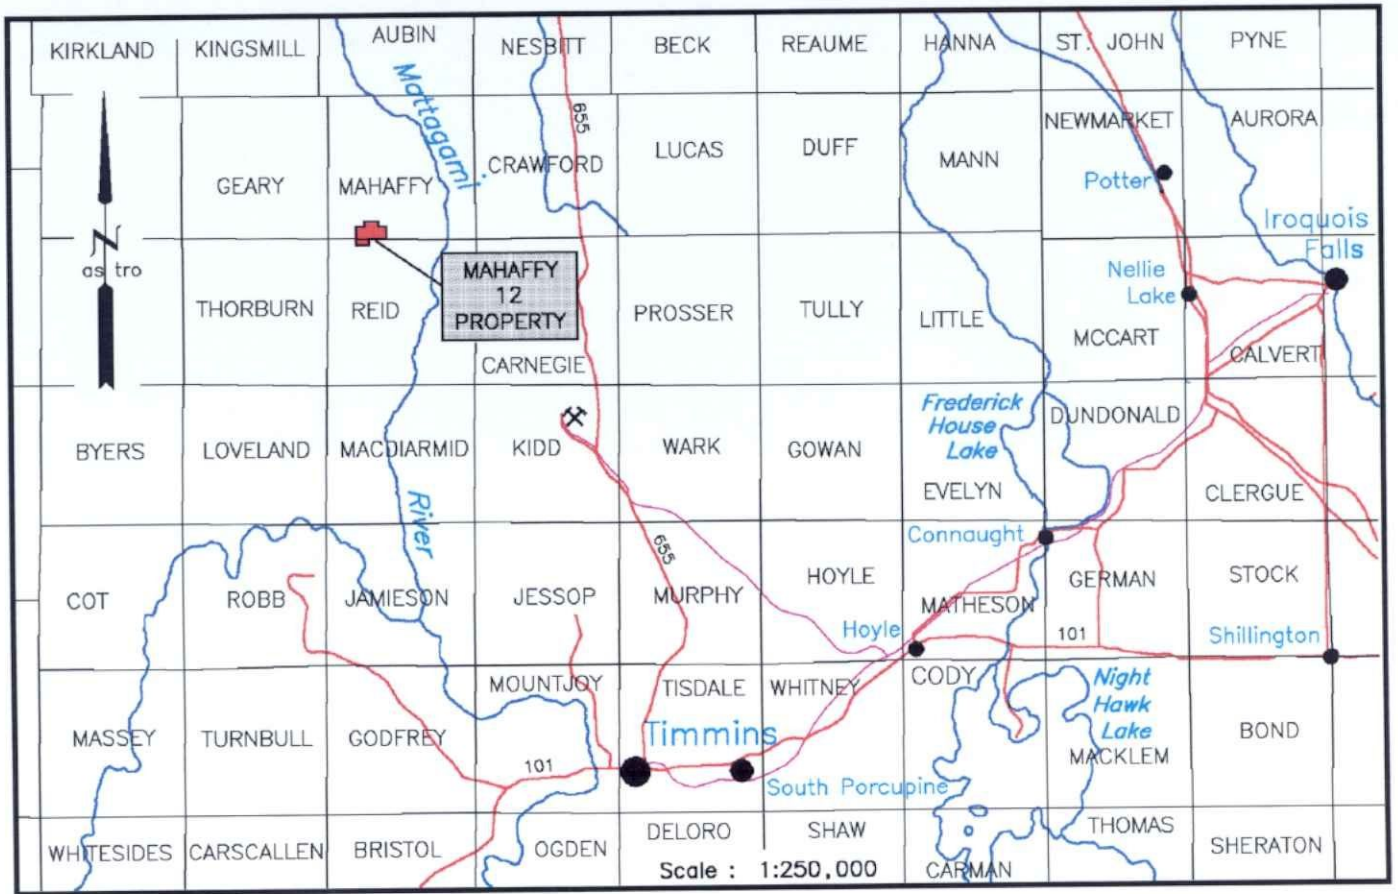 KIRKLAND
KINGSMILL
AUBIN
NESBITT
BECK
REAUME
HANNA
ST. JOHN
PYNE
Mattagami
655
GEARY
MAHAFFY
CRAWFORD
LUCAS
DUFF
MANN
NEWMARKET
AURORA
Potter
Iroquois
Falls
N
as tro
MAHAFFY
12
PROPERTY
THORBURN
REID
CARNEGIE
PROSSER
TULLY
LITTLE
Nellie
Lake
MCCART
CALVERT
BYERS
LOVELAND
MACDIARMID
KIDD
WARK
GOWAN
Frederick
House
Lake
EVELYN
DUNDONALD
CLERGUE
River
Connaught
COT
ROBB
JAMIESON
JESSOP
655
MURPHY
HOYLE
MATHESON
GERMAN
STOCK
Hoyle
101
Shillington
MOUNTJOY
TISDALE
WHITNEY
CODY
Night
Hawk
Lake
MASSEY
TURNBULL
GODFREY
101
Timmins
South Porcupine
MACKLEM
BOND
WHITESIDES
CARSCALLEN
BRISTOL
OGDEN
DELORO
SHAW
CARMAN
THOMAS
SHERATON
Scale : 1:250,000